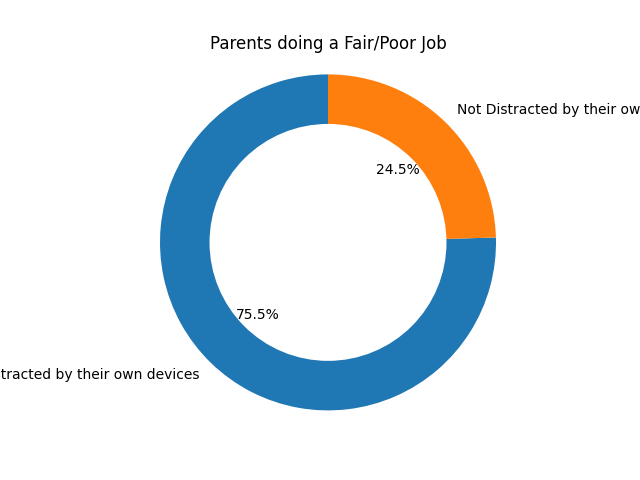 Parents doing a Fair/Poor Job
Not Distracted by their ow
24.5%
75.5%
tracted by their own devices